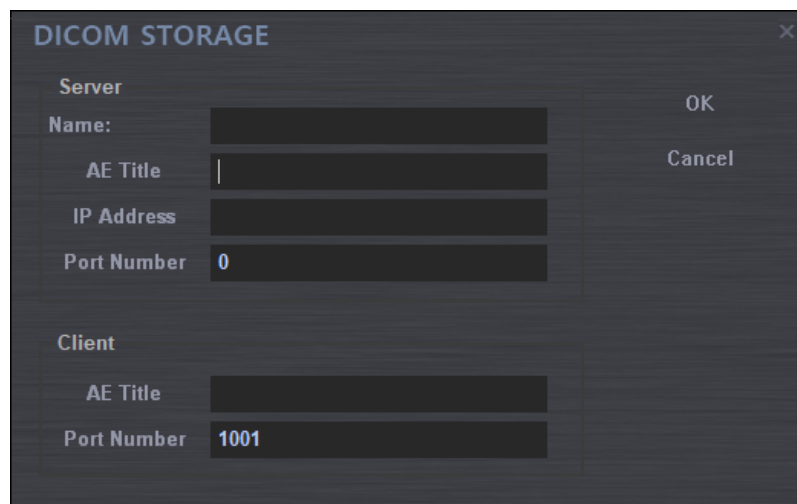 DICOM STORAGE
Server
Name:
OK
AE Title
Cancel
IP Address
Port Number 0
Client
AE Title
Port Number 1001